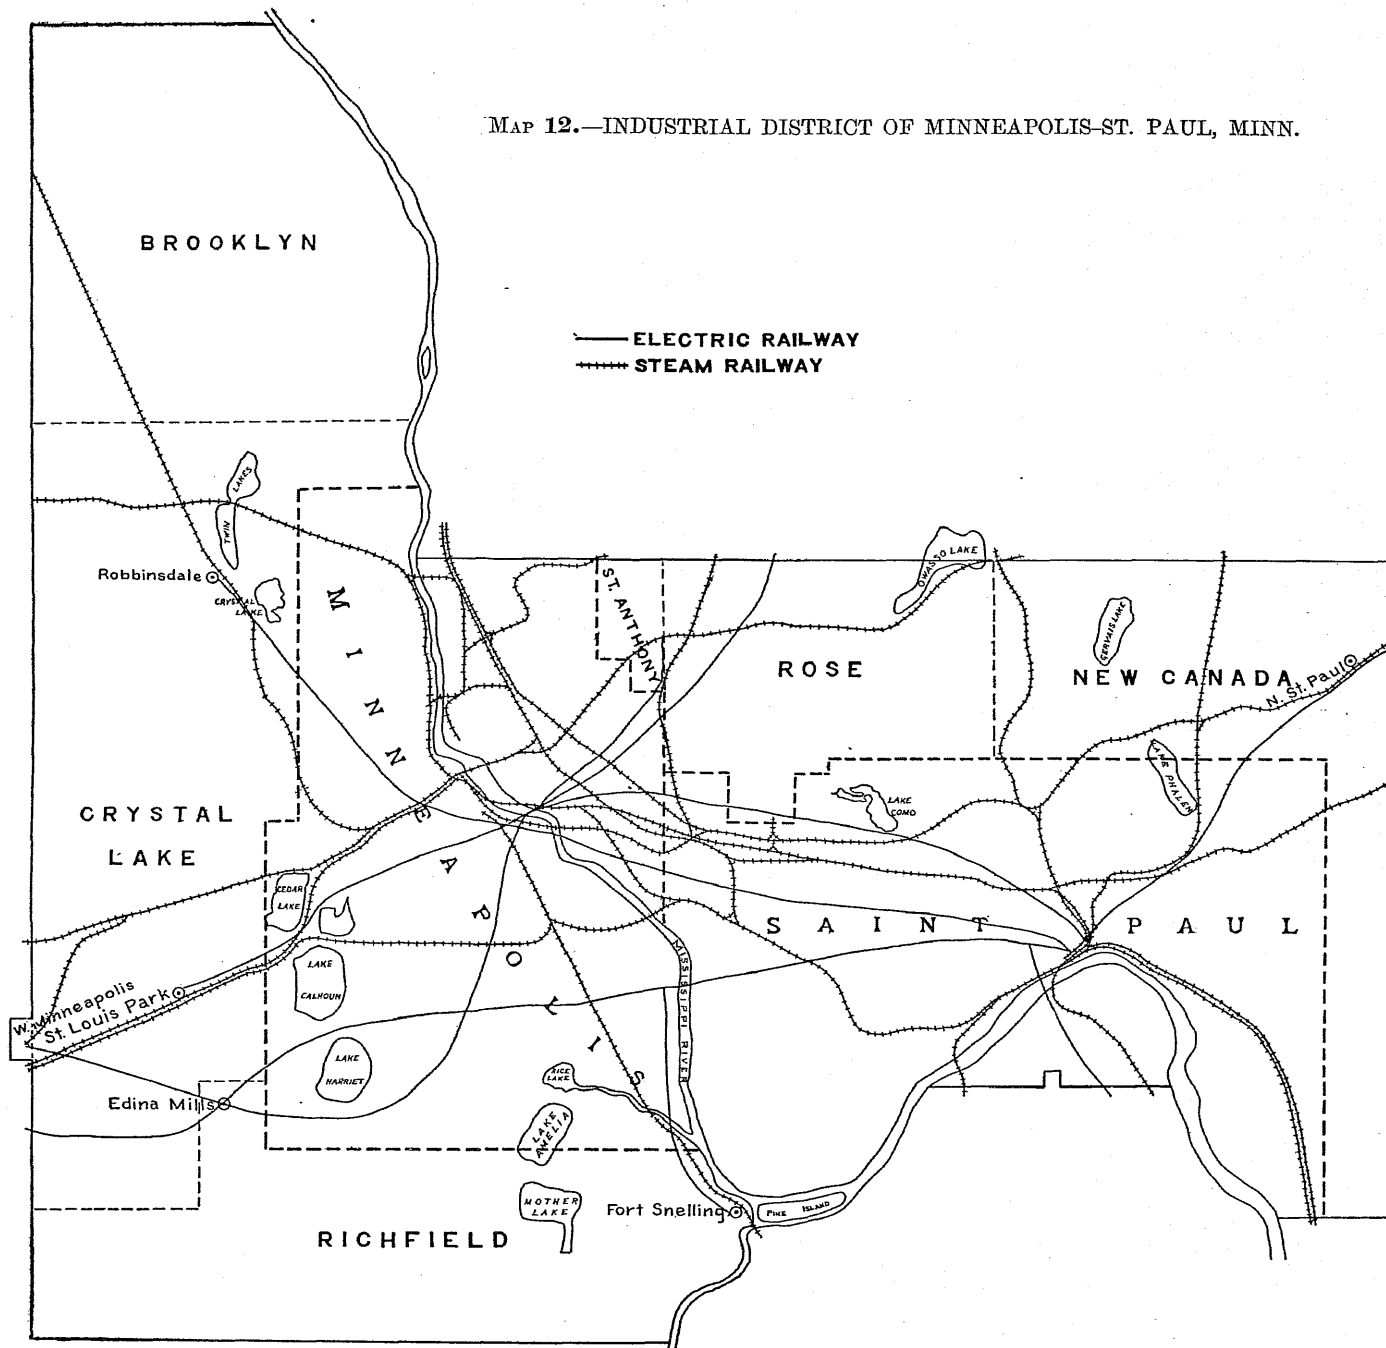 MAP 12.—INDUSTRIAL DISTRICT OF MINNEAPOLIS–ST. PAUL, MINN.
BROOKLYN
ELECTRIC RAILWAY
STEAM RAILWAY
TWIN LAKES
Robbinsdale
CRYSTAL LAKE
MINNEAPOLIS
ST. ANTHONY
OWASSO LAKE
GERVAIS LAKE
ROSE
NEW CANADA
N. St. Paul
LAKE PHALEN
LAKE COMO
CRYSTAL
LAKE
CEDAR LAKE
SAINT PAUL
LAKE CALHOUN
MISSISSIPPI RIVER
W. Minneapolis
St. Louis Park
LAKE HARRIET
RICE LAKE
Edina Mills
LAKE AMELIA
MOTHER LAKE
Fort Snelling
PIKE ISLAND
RICHFIELD